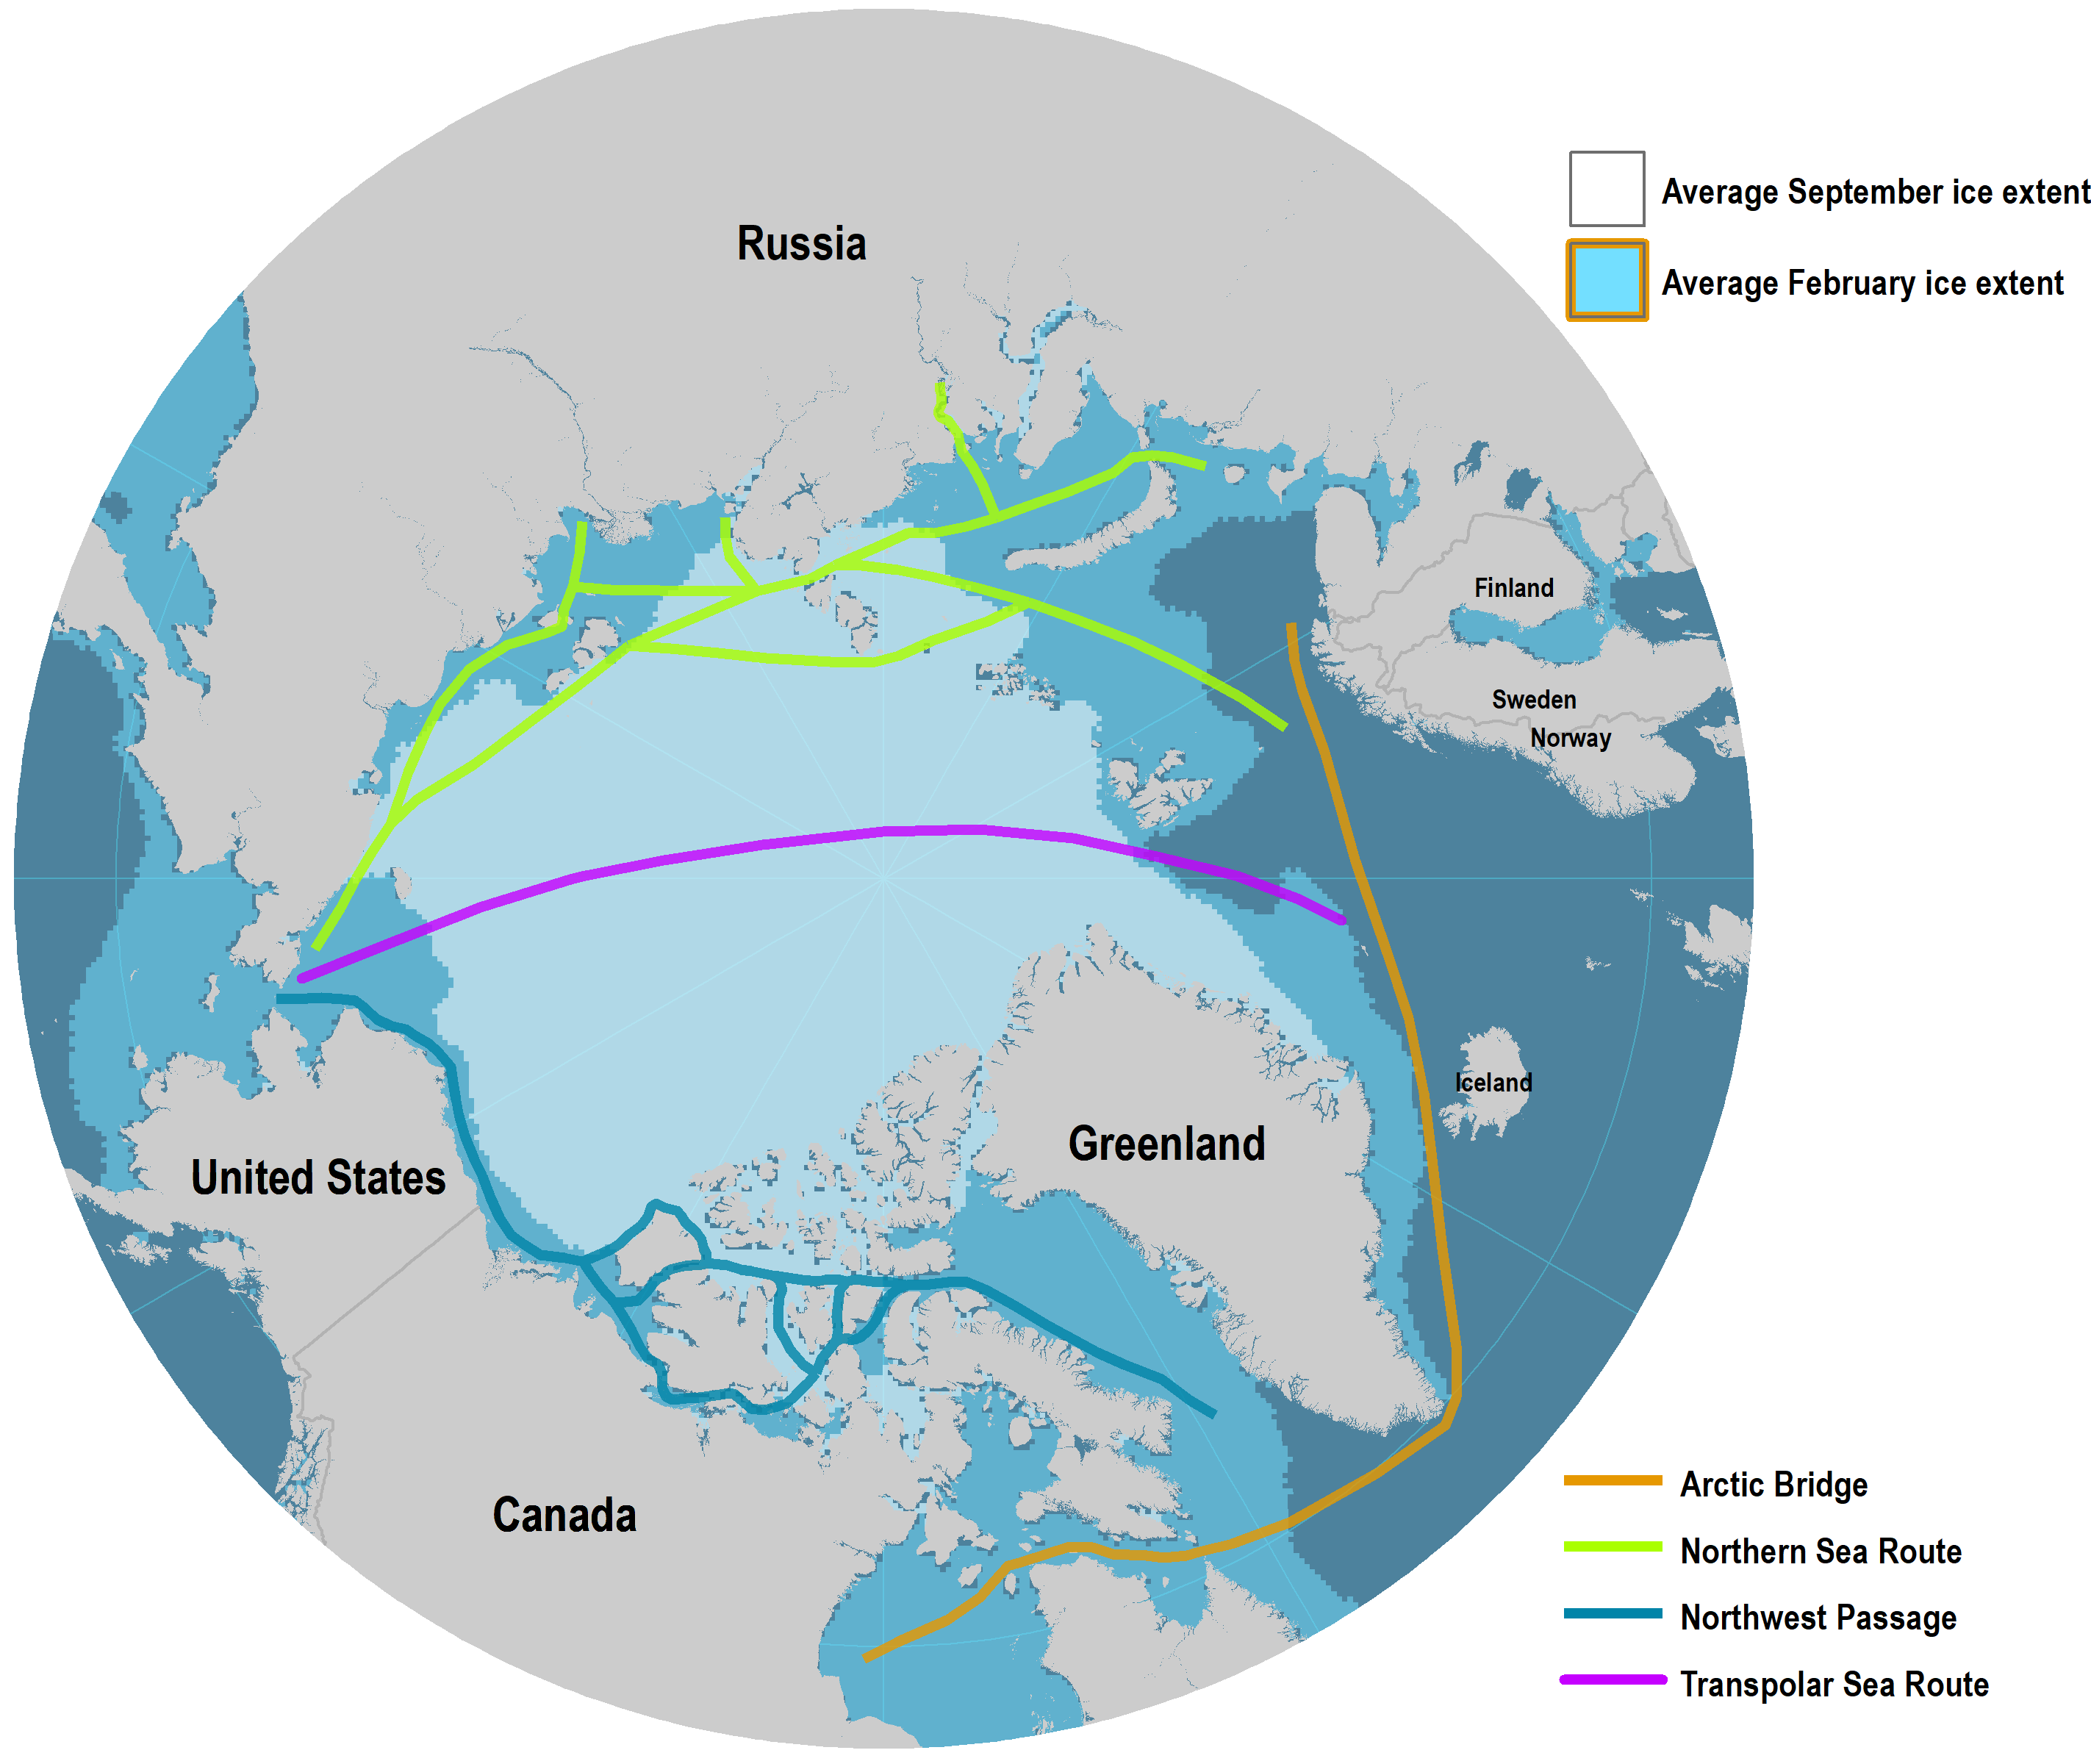 Average September ice extent
Average February ice extent
Russia
Finland
Sweden
Norway
Iceland
Greenland
United States
Canada
Arctic Bridge
Northern Sea Route
Northwest Passage
Transpolar Sea Route